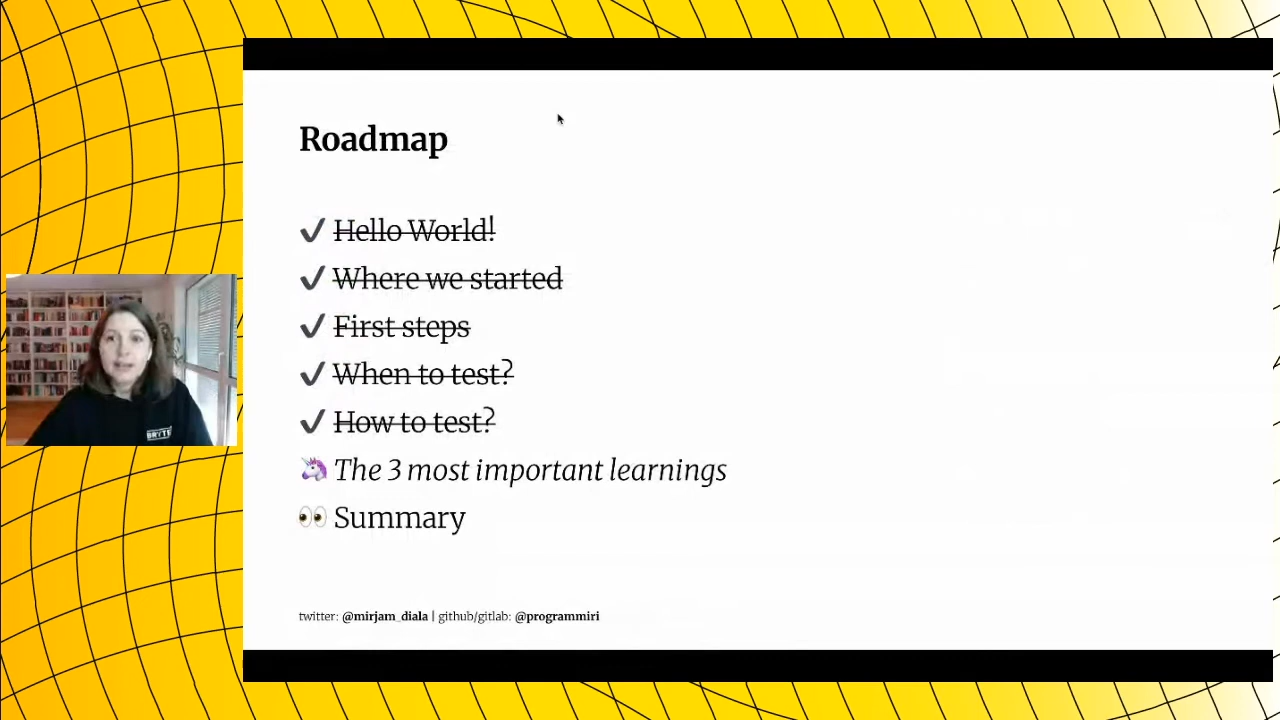 Roadmap
✔ Hello World!
✔ Where we started
✔ First steps
✔ When to test?
✔ How to test?
🦄 The 3 most important learnings
👀 Summary
twitter: @mirjam_diala | github/gitlab: @programmiri
BRYTE